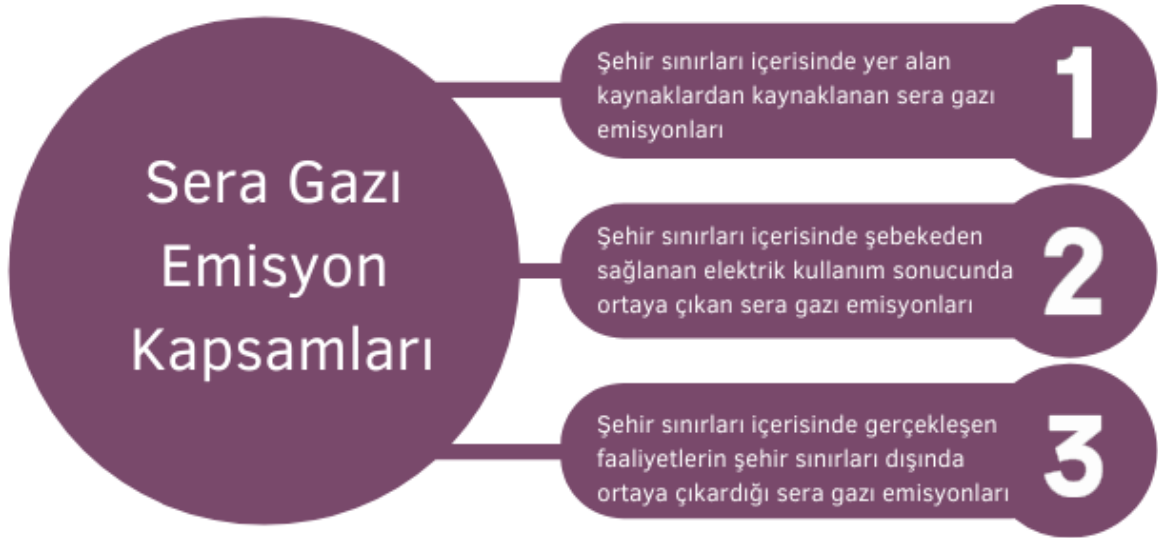 Sera Gazı
Emisyon
Kapsamları
Şehir sınırları içerisinde yer alan
kaynaklardan kaynaklanan sera gazı
emisyonları
1
Şehir sınırları içerisinde şebekeden
sağlanan elektrik kullanım sonucunda
ortaya çıkan sera gazı emisyonları
2
Şehir sınırları içerisinde gerçekleşen
faaliyetlerin şehir sınırları dışında
ortaya çıkardığı sera gazı emisyonları
3